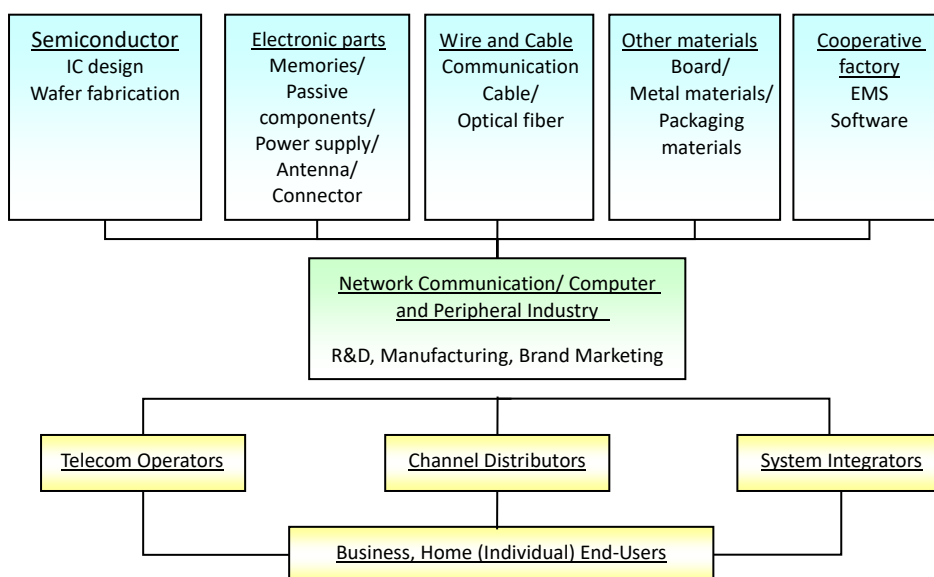 Semiconductor
IC design
Wafer fabrication
Electronic parts
Memories/
Passive
components/
Power supply/
Antenna/
Connector
Wire and Cable
Communication
Cable/
Optical fiber
Other materials
Board/
Metal materials/
Packaging
materials
Cooperative
factory
EMS
Software
Network Communication/ Computer
and Peripheral Industry
R&D, Manufacturing, Brand Marketing
Telecom Operators
Channel Distributors
System Integrators
Business, Home (Individual) End-Users